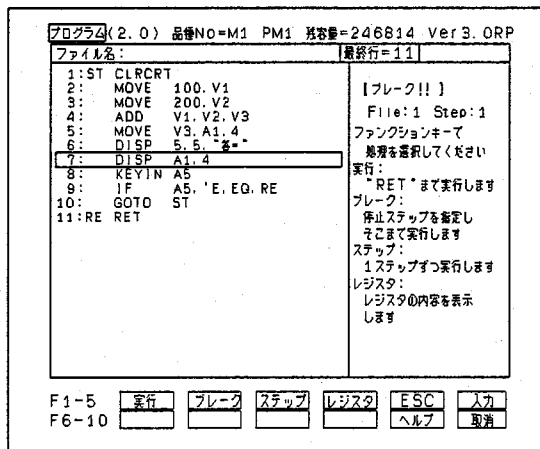 プログラム(2.0) 品種No=M1 PM1 残容量=246814 Ver3.0RP
ファイル名: 最終行=11
1:ST CLRCRT
2: MOVE 100,V1
3: MOVE 200,V2
4: ADD V1,V2,V3
5: MOVE V3,A1,4
6: DISP 5,5,"答="
7: DISP A1,4
8: KEYIN A5
9: IF A5,'E,EQ,RE
10: GOTO ST
11:RE RET
[ブレーク!! ]
File:1 Step:1
ファンクションキーで
処理を選択してください
実行:
"RET"まで実行します
ブレーク:
停止ステップを指定し
そこまで実行します
ステップ:
1ステップずつ実行します
レジスタ:
レジスタの内容を表示
します
F1-5 実行 ブレーク ステップ レジスタ ESC 入力
F6-10 ヘルプ 取消